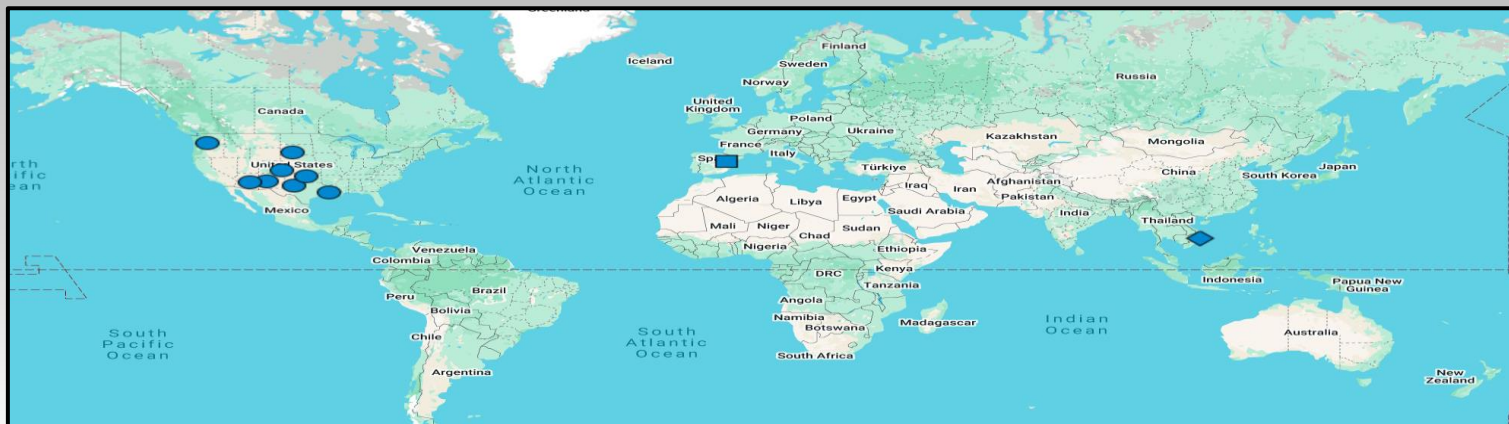 Greenland
Iceland
Finland
Sweden
Norway
Russia
Canada
United
Kingdom
Poland
Germany
Ukraine
Kazakhstan
Mongolia
France
Italy
Sp
Türkiye
United States
North
Atlantic
Ocean
China
Japan
South Korea
Iraq
Iran
Afghanistan
Pakistan
Algeria
Libya
Egypt
Saudi Arabia
India
Mexico
Mali
Niger
Chad
Sudan
Thailand
Nigeria
Ethiopia
Venezuela
Colombia
DRC
Kenya
Tanzania
Indonesia
Papua New
Guinea
Peru
Brazil
Bolivia
Angola
Namibia
Botswana
Madagascar
Indian
Ocean
Australia
South
Pacific
Ocean
Chile
South
Atlantic
Ocean
South Africa
Argentina
New
Zealand